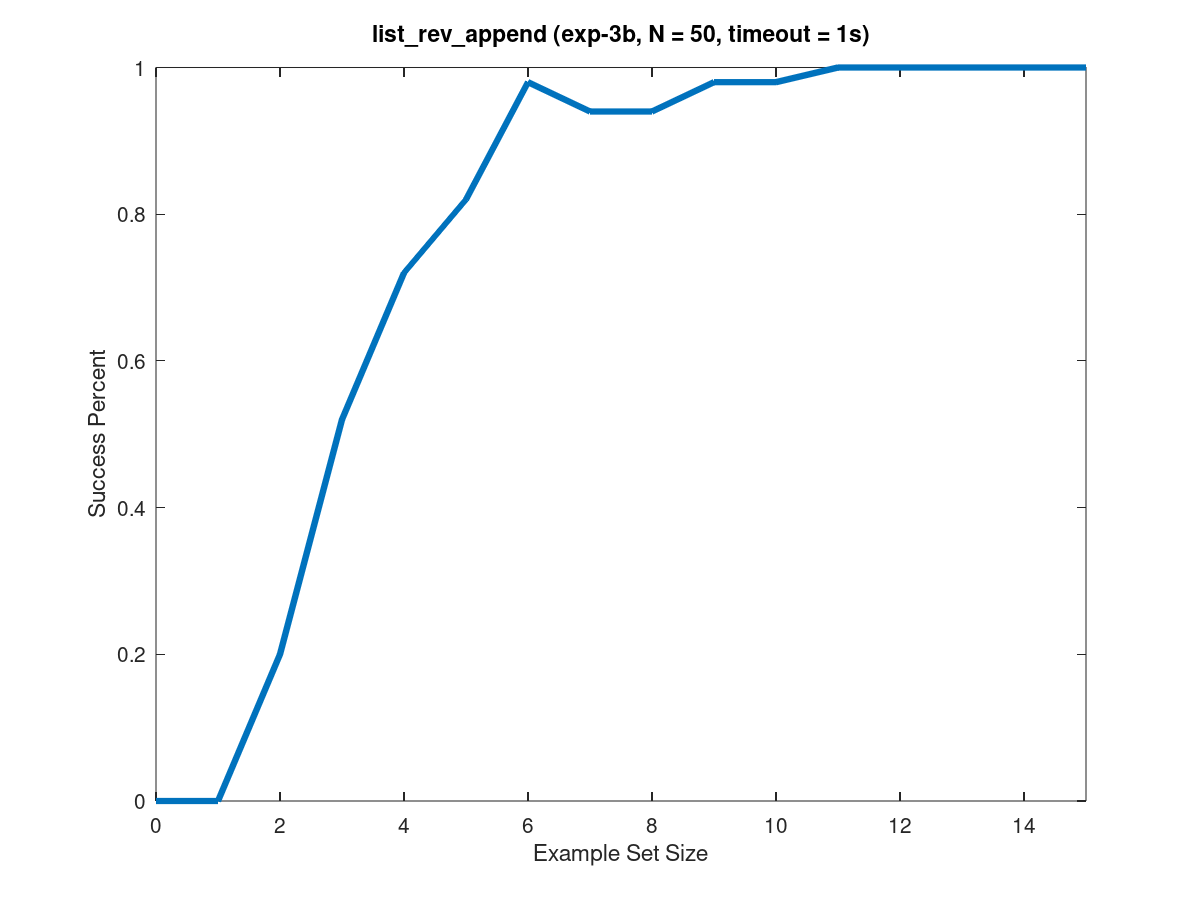 list_rev_append (exp-3b, N = 50, timeout = 1s)
1
0.8
0.6
0.4
0.2
0
Success Percent
0 2 4 6 8 10 12 14
Example Set Size